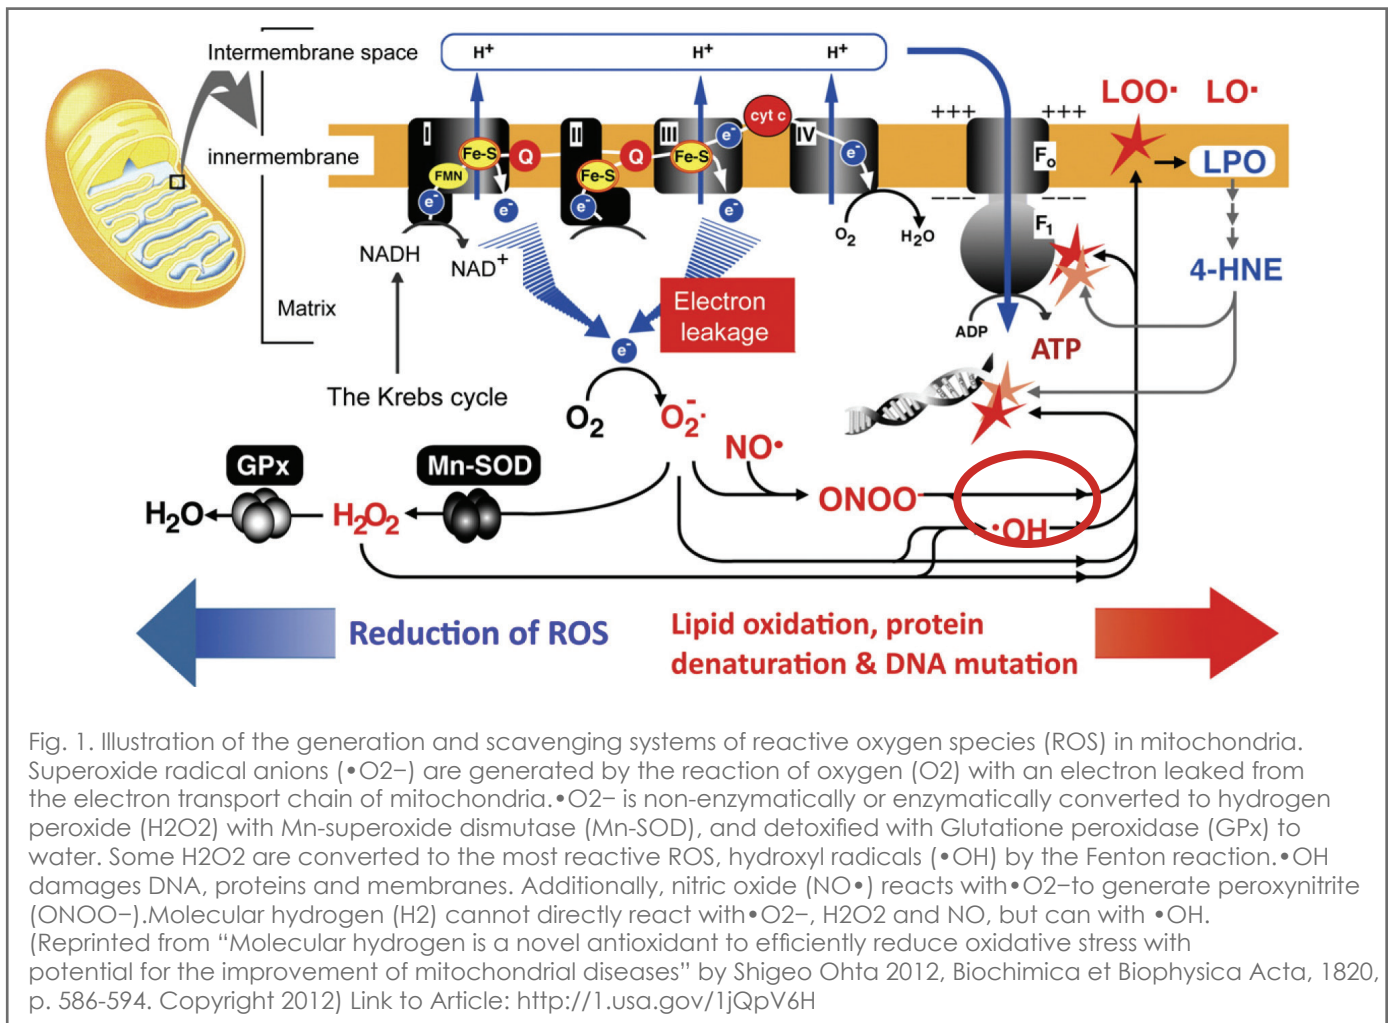 Intermembrane space
H+
H+
H+
innermembrane
Matrix
I
II
III
IV
Fe-S
Q
FMN
e-
e-
Fe-S
e-
Q
Fe-S
e-
e-
e-
cyt c
e-
O2
H2O
+++
+++
Fo
F1
LOO•
LO•
LPO
4-HNE
NADH
NAD+
Electron
leakage
e-
ADP
ATP
The Krebs cycle
O2
O2-·
NO•
GPx
Mn-SOD
H2O
H2O2
ONOO-
•OH
Reduction of ROS
Lipid oxidation, protein
denaturation & DNA mutation
Fig. 1. Illustration of the generation and scavenging systems of reactive oxygen species (ROS) in mitochondria.
Superoxide radical anions (•O2−) are generated by the reaction of oxygen (O2) with an electron leaked from
the electron transport chain of mitochondria.•O2− is non-enzymatically or enzymatically converted to hydrogen
peroxide (H2O2) with Mn-superoxide dismutase (Mn-SOD), and detoxified with Glutatione peroxidase (GPx) to
water. Some H2O2 are converted to the most reactive ROS, hydroxyl radicals (•OH) by the Fenton reaction.•OH
damages DNA, proteins and membranes. Additionally, nitric oxide (NO•) reacts with•O2−to generate peroxynitrite
(ONOO−).Molecular hydrogen (H2) cannot directly react with•O2−, H2O2 and NO, but can with •OH.
(Reprinted from “Molecular hydrogen is a novel antioxidant to efficiently reduce oxidative stress with
potential for the improvement of mitochondrial diseases” by Shigeo Ohta 2012, Biochimica et Biophysica Acta, 1820,
p. 586-594. Copyright 2012) Link to Article: http://1.usa.gov/1jQpV6H